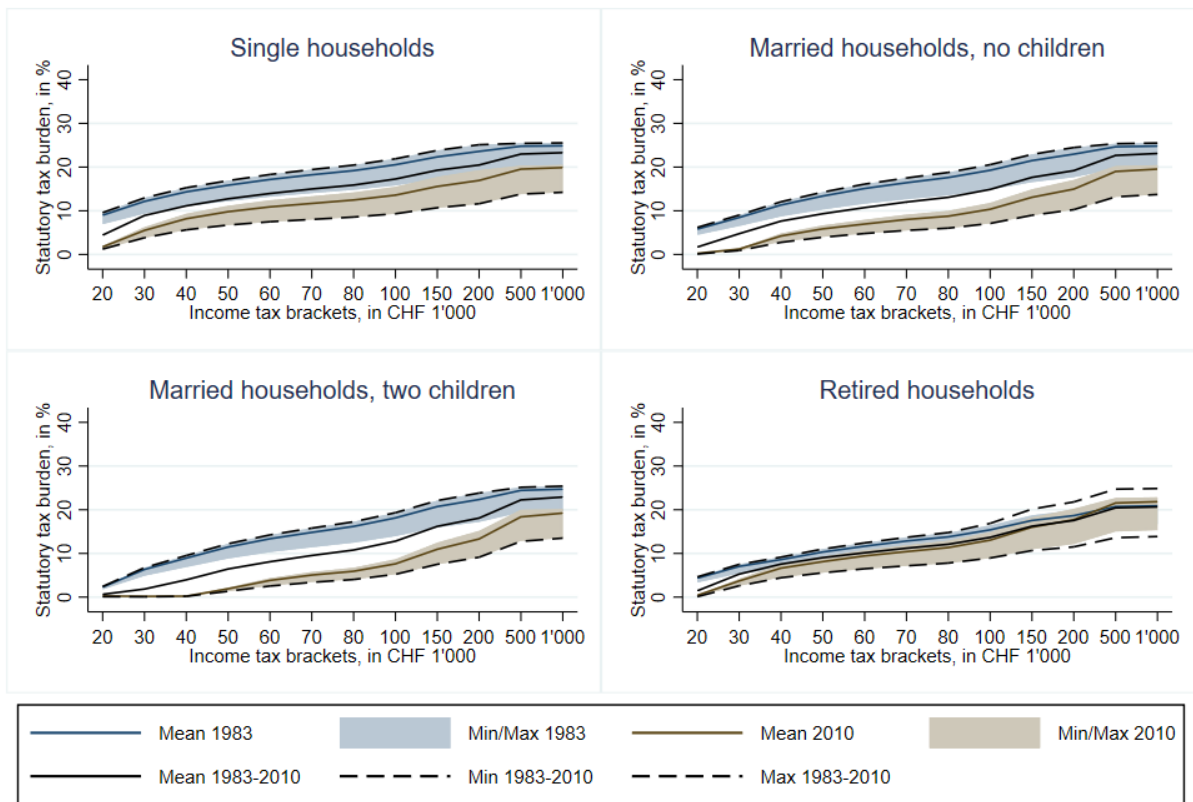 Single households
Statutory tax burden, in %
40
30
20
10
0
20 30 40 50 60 70 80 100 150 200 500 1'000
Income tax brackets, in CHF 1'000
Married households, no children
Statutory tax burden, in %
40
30
20
10
0
20 30 40 50 60 70 80 100 150 200 500 1'000
Income tax brackets, in CHF 1'000
Married households, two children
Statutory tax burden, in %
40
30
20
10
0
20 30 40 50 60 70 80 100 150 200 500 1'000
Income tax brackets, in CHF 1'000
Retired households
Statutory tax burden, in %
40
30
20
10
0
20 30 40 50 60 70 80 100 150 200 500 1'000
Income tax brackets, in CHF 1'000
Mean 1983 Min/Max 1983 Mean 2010 Min/Max 2010
Mean 1983-2010 Min 1983-2010 Max 1983-2010